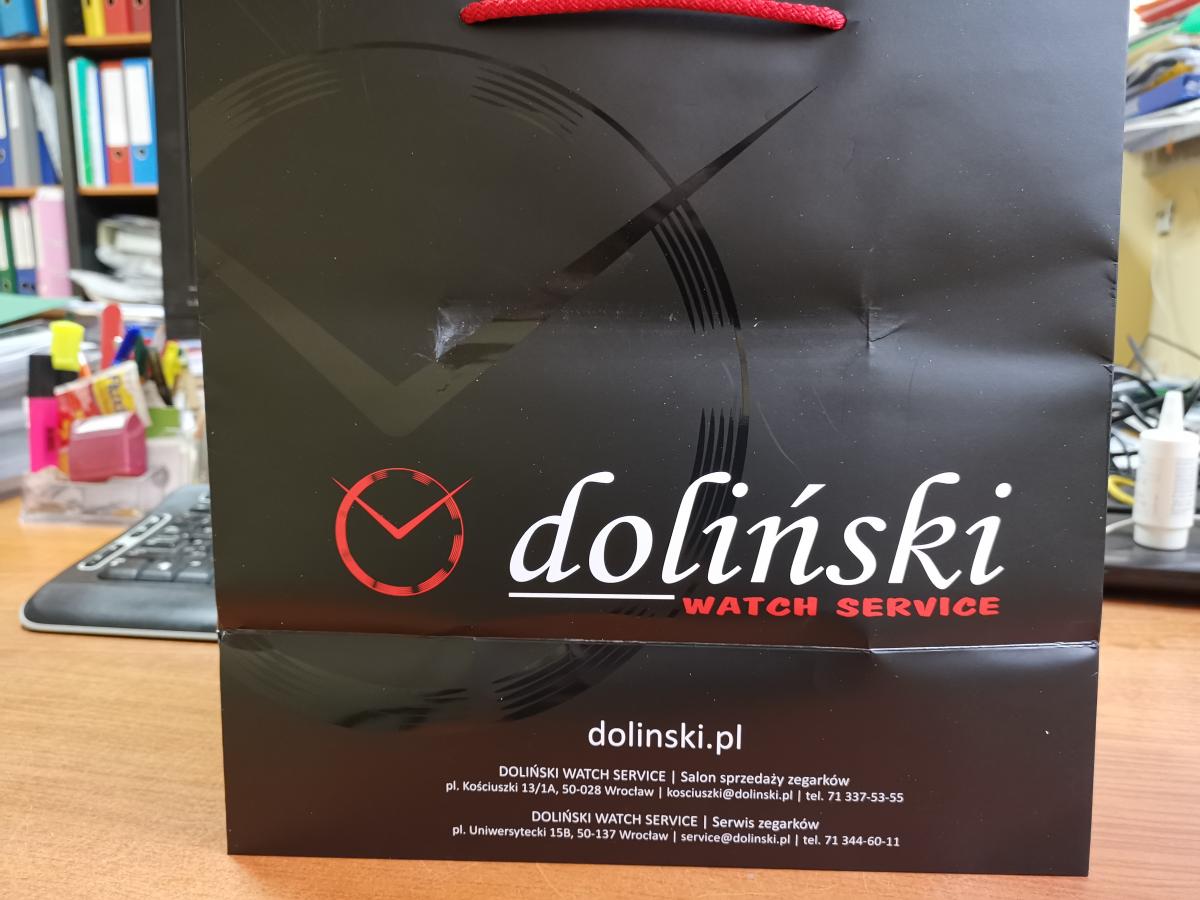 doliński
WATCH SERVICE
dolinski.pl
DOLIŃSKI WATCH SERVICE | Salon sprzedaży zegarków
pl. Kościuszki 13/1A, 50-028 Wrocław | kosciuszki@dolinski.pl | tel. 71 337-53-55
DOLIŃSKI WATCH SERVICE | Serwis zegarków
pl. Uniwersytecki 15B, 50-137 Wrocław | service@dolinski.pl | tel. 71 344-60-11